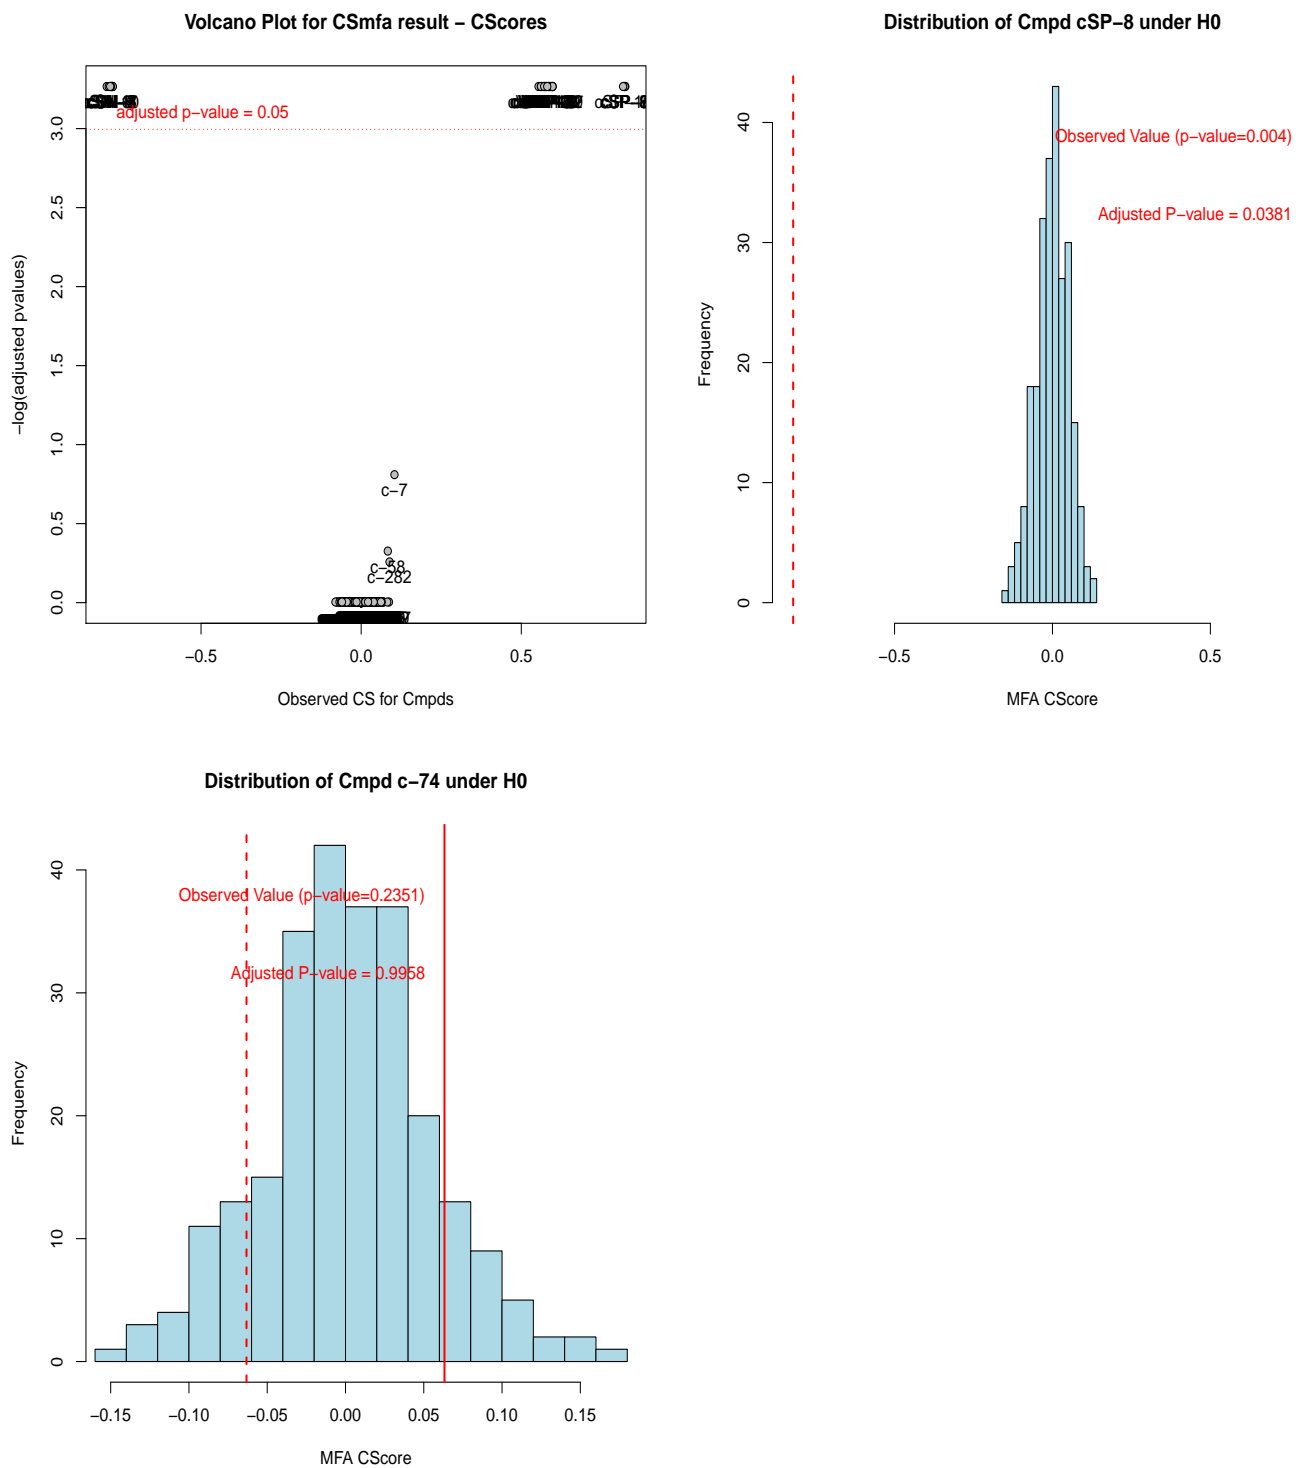 Volcano Plot for CSmfa result − CScores
adjusted p−value = 0.05
−log(adjusted pvalues)
3.0
2.5
2.0
1.5
1.0
0.5
0.0
c−7
c−58
c−282
−0.5 0.0 0.5
Observed CS for Cmpds
Distribution of Cmpd cSP−8 under H0
Observed Value (p−value=0.004)
Adjusted P−value = 0.0381
Frequency
40
30
20
10
0
−0.5 0.0 0.5
MFA CScore
Distribution of Cmpd c−74 under H0
Observed Value (p−value=0.2351)
Adjusted P−value = 0.9958
Frequency
40
30
20
10
0
−0.15 −0.10 −0.05 0.00 0.05 0.10 0.15
MFA CScore